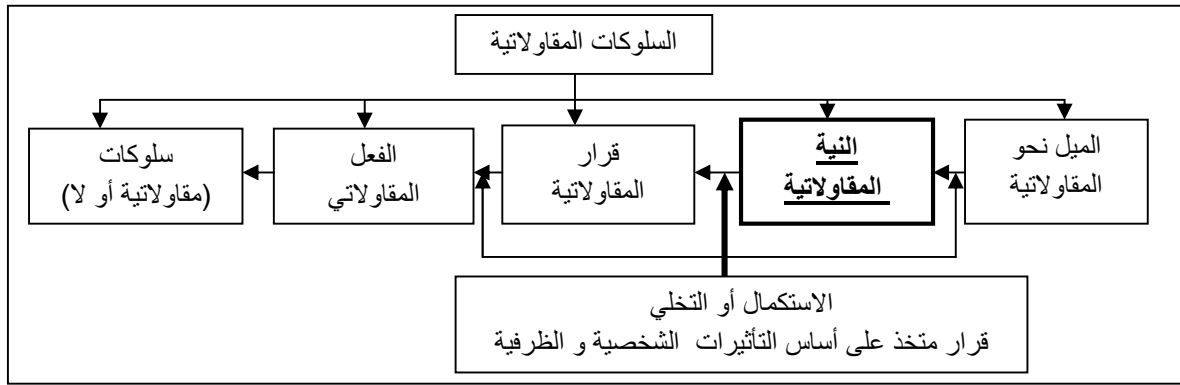 السلوكات المقاولاتية
الميل نحو
المقاولاتية
النية
المقاولاتية
قرار
المقاولاتية
الفعل
المقاولاتي
سلوكات
(مقاولاتية أو لا)
الاستكمال أو التخلي
قرار متخذ على أساس التأثيرات الشخصية و الظرفية